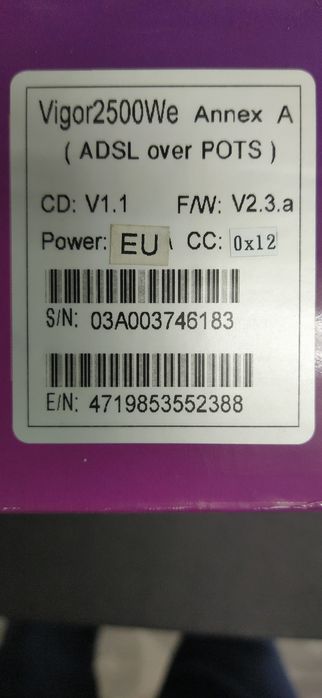 Vigor2500We Annex A
( ADSL over POTS )
CD: V1.1 F/W: V2.3.a
Power: EU CC: 0x12
S/N: 03A003746183
E/N: 4719853552388